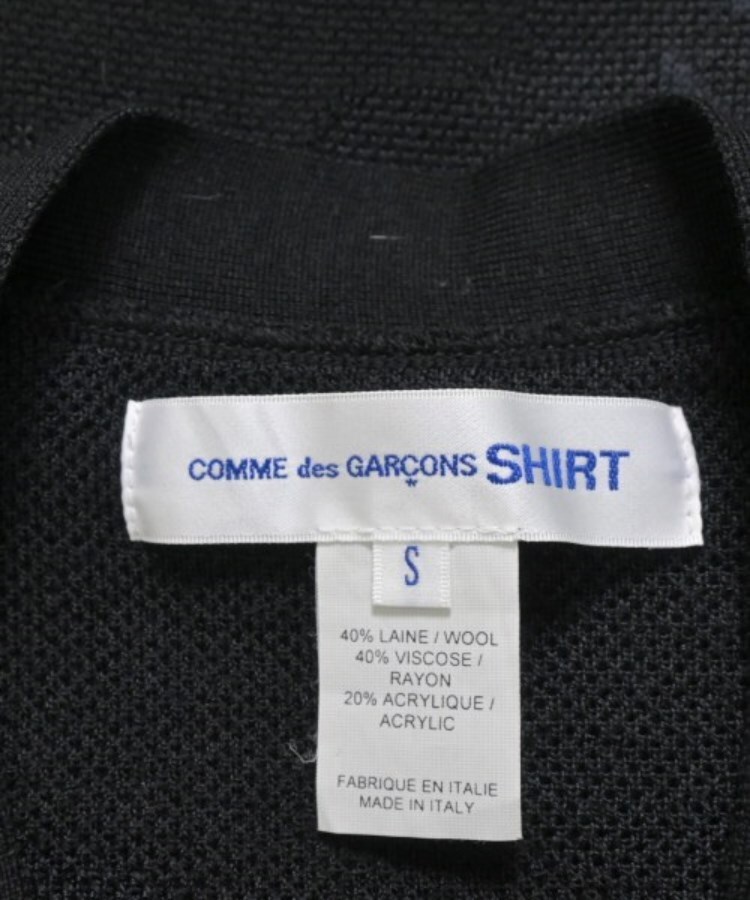 COMME des GARÇONS SHIRT
S
40% LAINE / WOOL
40% VISCOSE /
RAYON
20% ACRYLIQUE /
ACRYLIC
FABRIQUE EN ITALIE
MADE IN ITALY